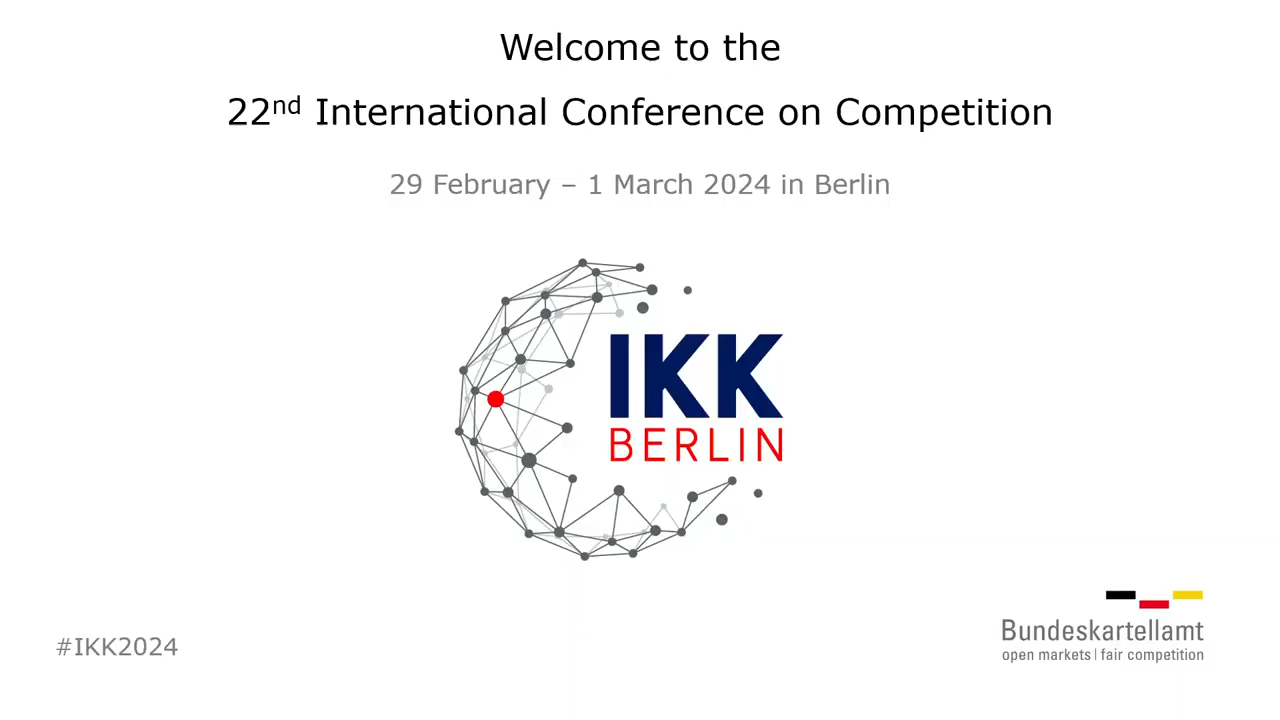 Welcome to the
22nd International Conference on Competition
29 February – 1 March 2024 in Berlin
IKK
BERLIN
#IKK2024
Bundeskartellamt
open markets | fair competition